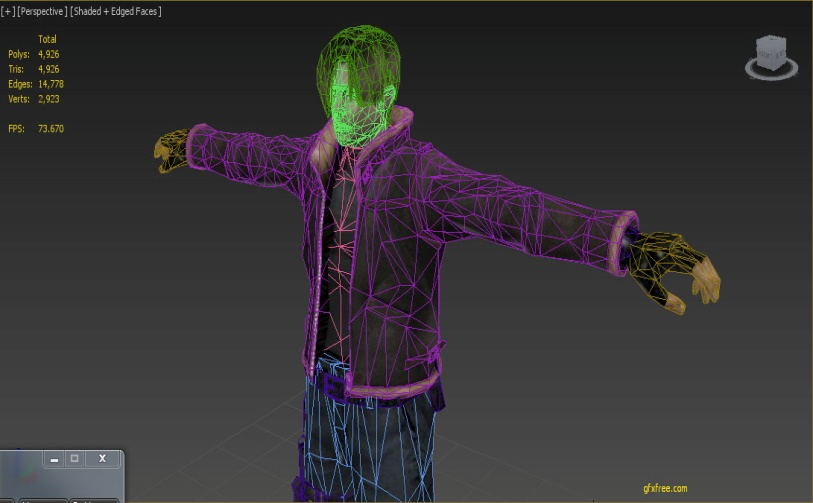 [+] [Perspective] [Shaded + Edged Faces]
Total
Polys: 4,926
Tris: 4,926
Edges: 14,778
Verts: 2,923
FPS: 73.670
X
gfxfree.com